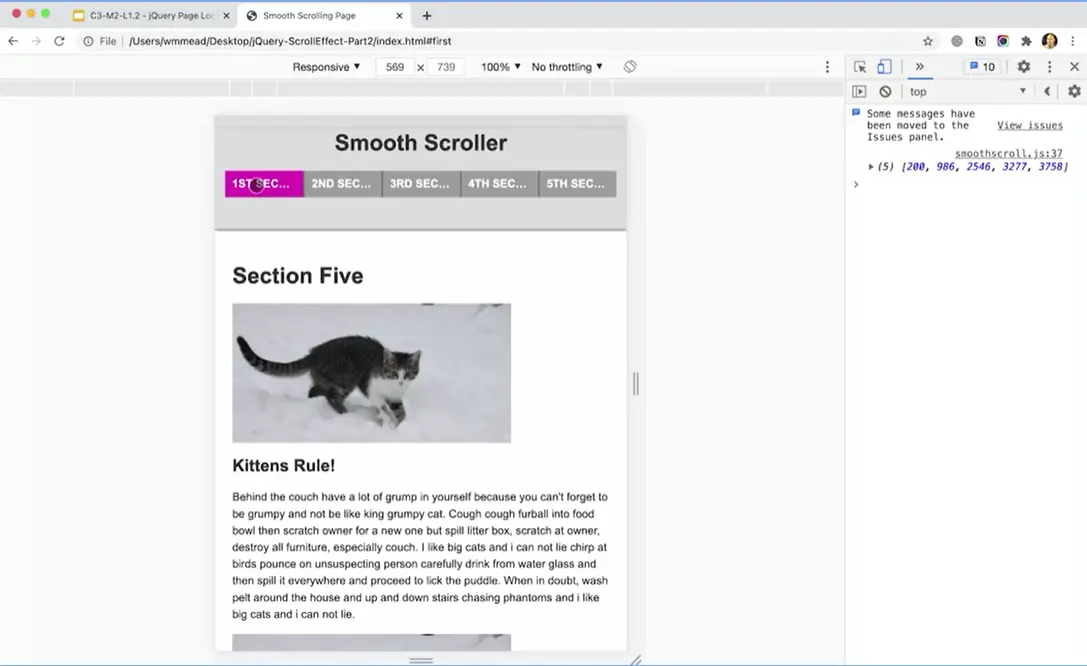 C3-M2-L1.2 - jQuery Page Loc
Smooth Scrolling Page
File | /Users/wmmead/Desktop/jQuery-ScrollEffect-Part2/index.html#first
Responsive ▼ 569 × 739 100% ▼ No throttling ▼
» 10
top
Some messages have been moved to the Issues panel.
View issues
smoothscroll.js:37
(5) [200, 986, 2546, 3277, 3758]
Smooth Scroller
1ST SEC... 2ND SEC... 3RD SEC... 4TH SEC... 5TH SEC...
Section Five
Kittens Rule!
Behind the couch have a lot of grump in yourself because you can't forget to
be grumpy and not be like king grumpy cat. Cough cough furball into food
bowl then scratch owner for a new one but spill litter box, scratch at owner,
destroy all furniture, especially couch. I like big cats and i can not lie chirp at
birds pounce on unsuspecting person carefully drink from water glass and
then spill it everywhere and proceed to lick the puddle. When in doubt, wash
pelt around the house and up and down stairs chasing phantoms and i like
big cats and i can not lie.